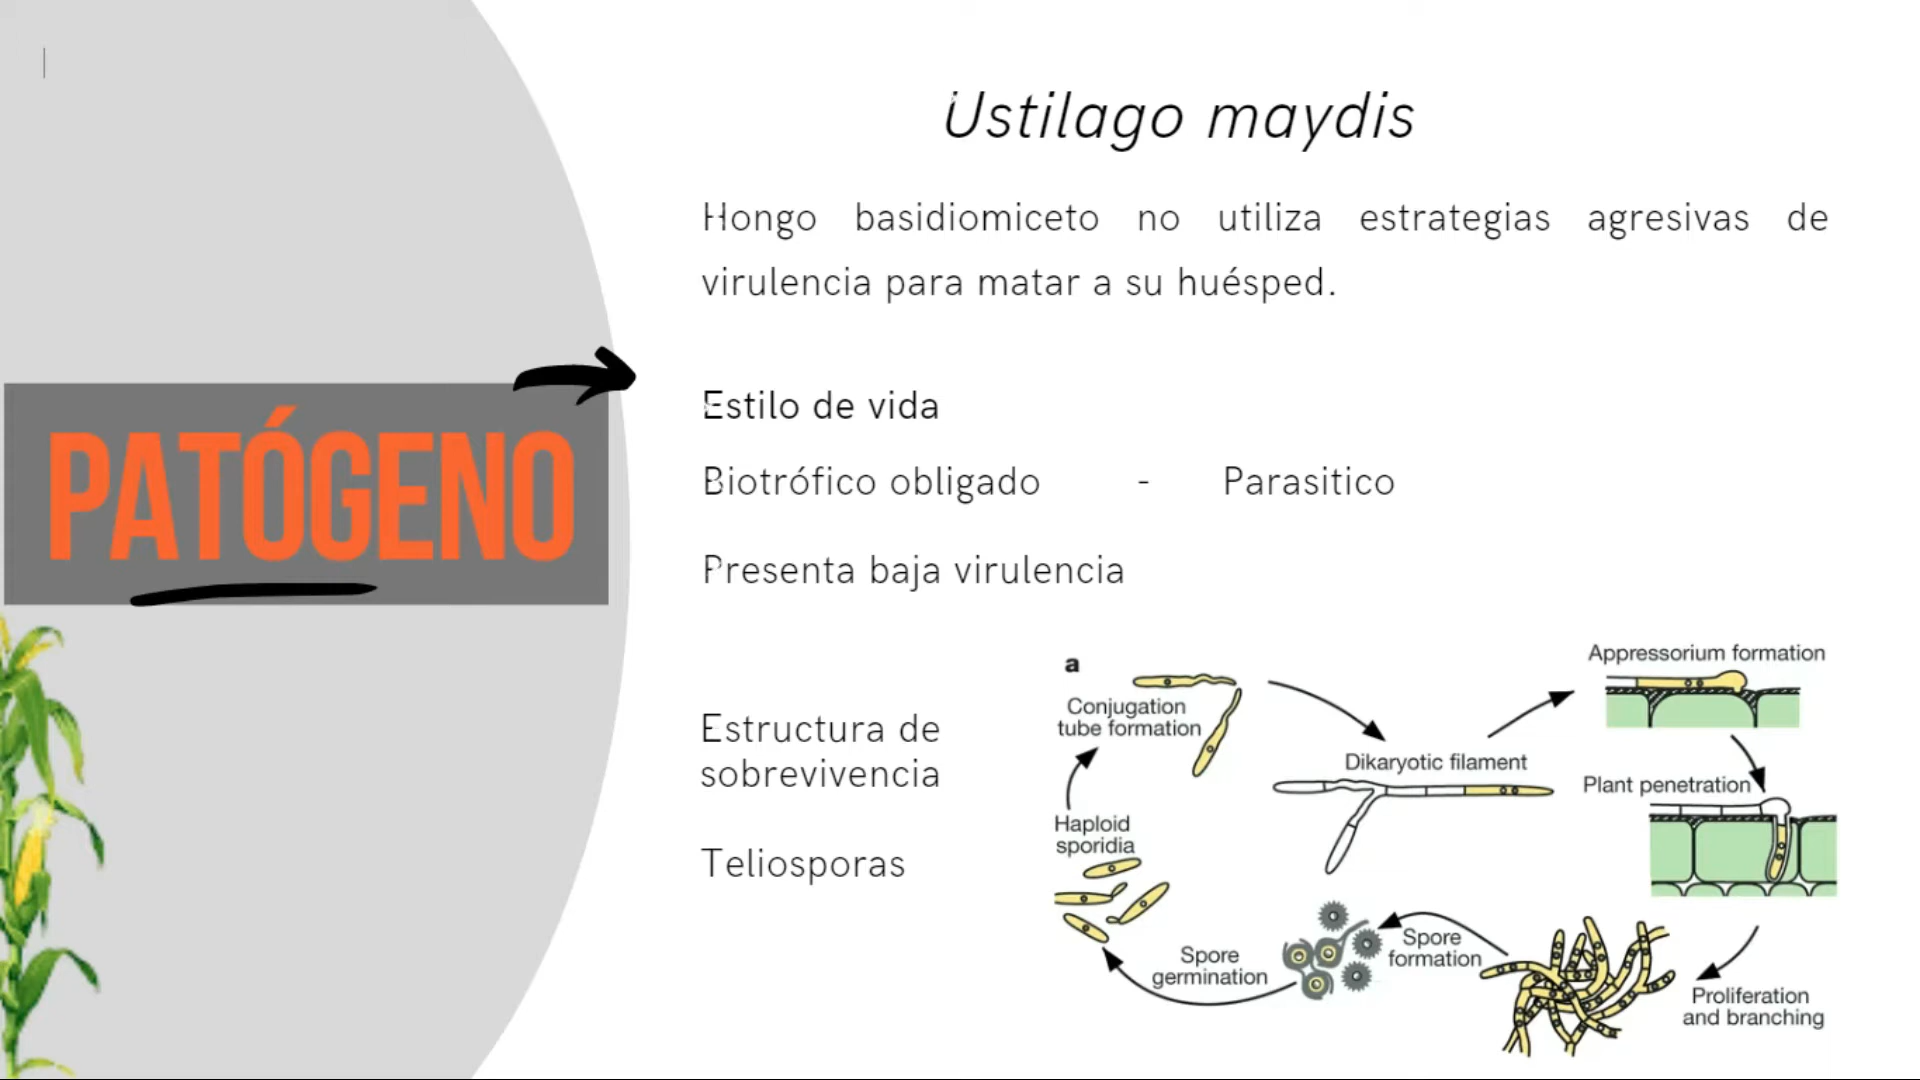 PATÓGENO
Ustilago maydis
Hongo basidiomiceto no utiliza estrategias agresivas de
virulencia para matar a su huésped.
Estilo de vida
Biotrófico obligado - Parasitico
Presenta baja virulencia
Estructura de
sobrevivencia
Teliosporas
a
Conjugation
tube formation
Dikaryotic filament
Appressorium formation
Plant penetration
Proliferation
and branching
Spore
formation
Spore
germination
Haploid
sporidia